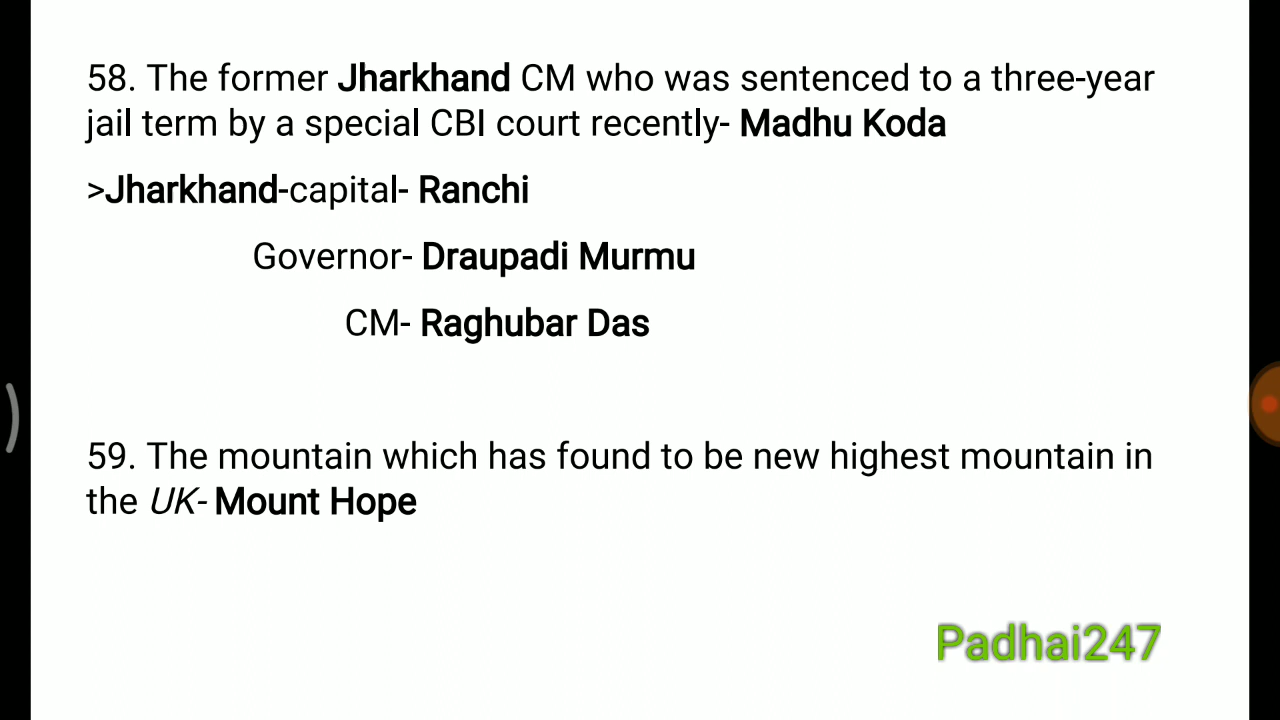 58. The former Jharkhand CM who was sentenced to a three-year
jail term by a special CBI court recently- Madhu Koda
>Jharkhand-capital- Ranchi
Governor- Draupadi Murmu
CM- Raghubar Das
59. The mountain which has found to be new highest mountain in
the UK- Mount Hope
Padhai247